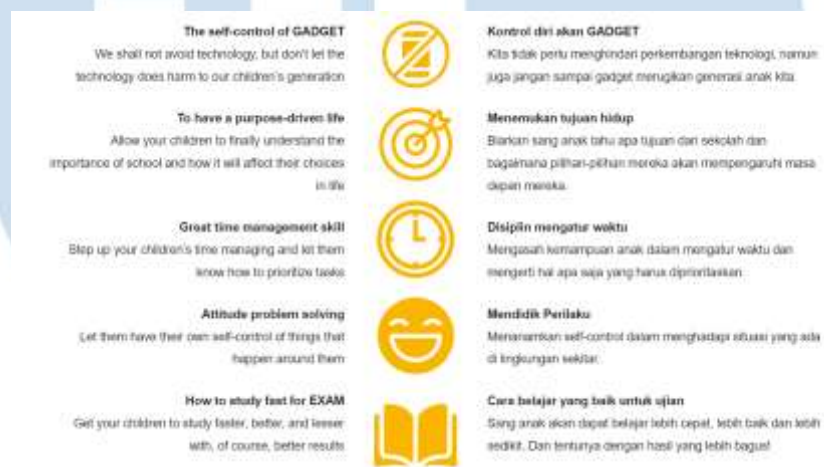 The self-control of GADGET
We shall not avoid technology, but don't let the
technology does harm to our children's generation
Kontrol diri akan GADGET
Kita tidak perlu menghindari perkembangan teknologi, namun
juga jangan sampai gadget merugikan generasi anak kita
To have a purpose-driven life
Allow your children to finally understand the
importance of school and how it will affect their choices
in life
Menemukan tujuan hidup
Biarkan sang anak tahu apa tujuan dari sekolah dan
bagaimana pilihan-pilihan mereka akan mempengaruhi masa
depan mereka.
Great time management skill
Step up your children's time managing and let them
know how to prioritize tasks
Disiplin mengatur waktu
Mengasah kemampuan anak dalam mengatur waktu dan
mengerti hal apa saja yang harus diprioritaskan.
Attitude problem solving
Let them have their own self-control of things that
happen around them
Mendidik Perilaku
Menanamkan self-control dalam menghadapi situasi yang ada
di lingkungan sekitar.
How to study fast for EXAM
Get your children to study faster, better, and lesser
with, of course, better results
Cara belajar yang baik untuk ujian
Sang anak akan dapat belajar lebih cepat, lebih baik dan lebih
sedikit. Dan tentunya dengan hasil yang lebih bagus!